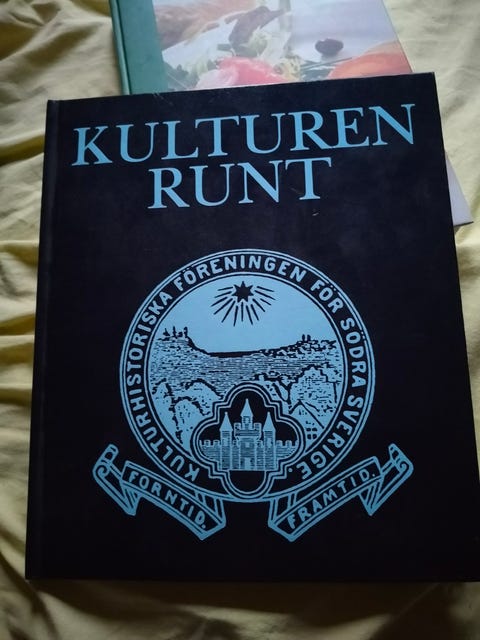 KULTUREN
RUNT
KULTURHISTORISKA FÖRENINGEN FÖR SÖDRA SVERIGE
FORNTID.
FRAMTID.